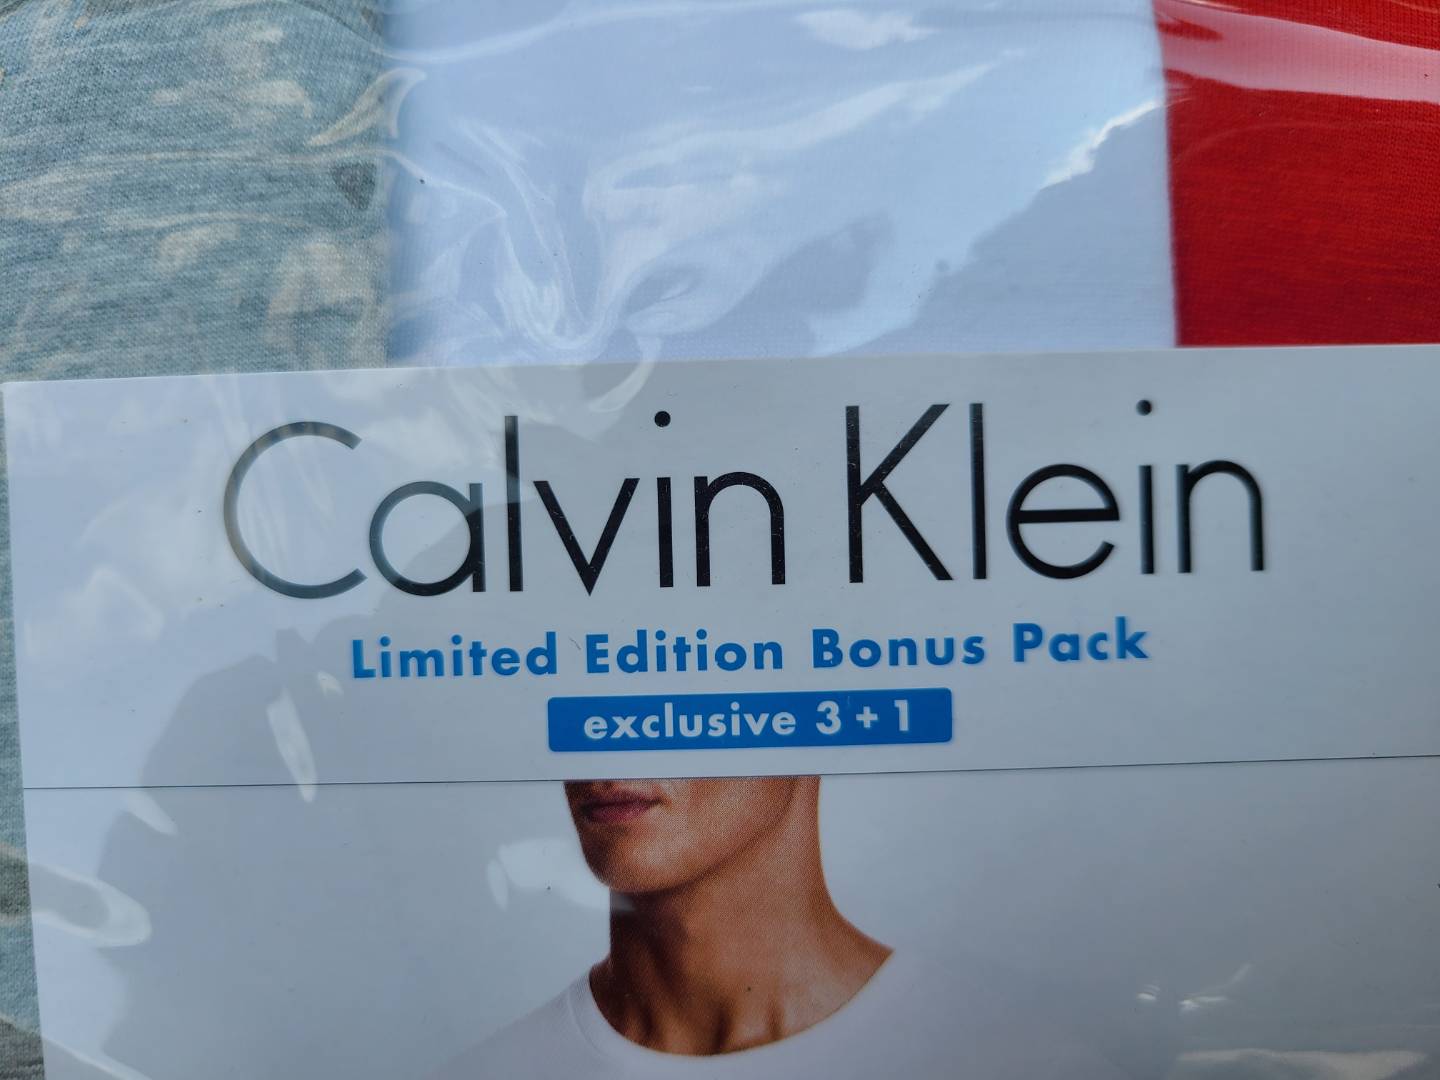 Calvin Klein
Limited Edition Bonus Pack
exclusive 3 + 1